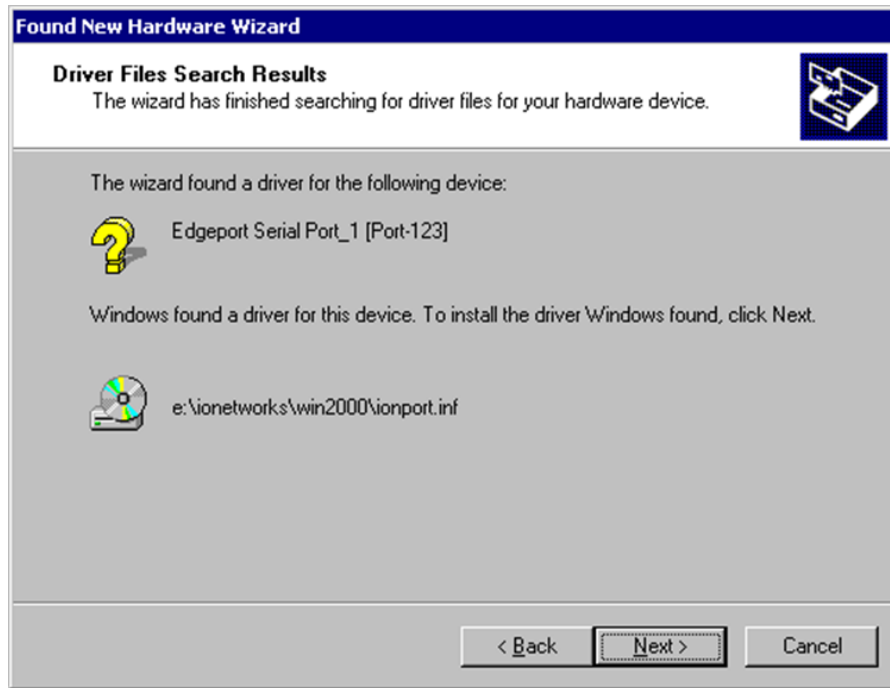 Found New Hardware Wizard
Driver Files Search Results
The wizard has finished searching for driver files for your hardware device.
The wizard found a driver for the following device:
Edgeport Serial Port_1 [Port-123]
Windows found a driver for this device. To install the driver Windows found, click Next.
e:\ionetworks\win2000\ionport.inf
< Back Next > Cancel